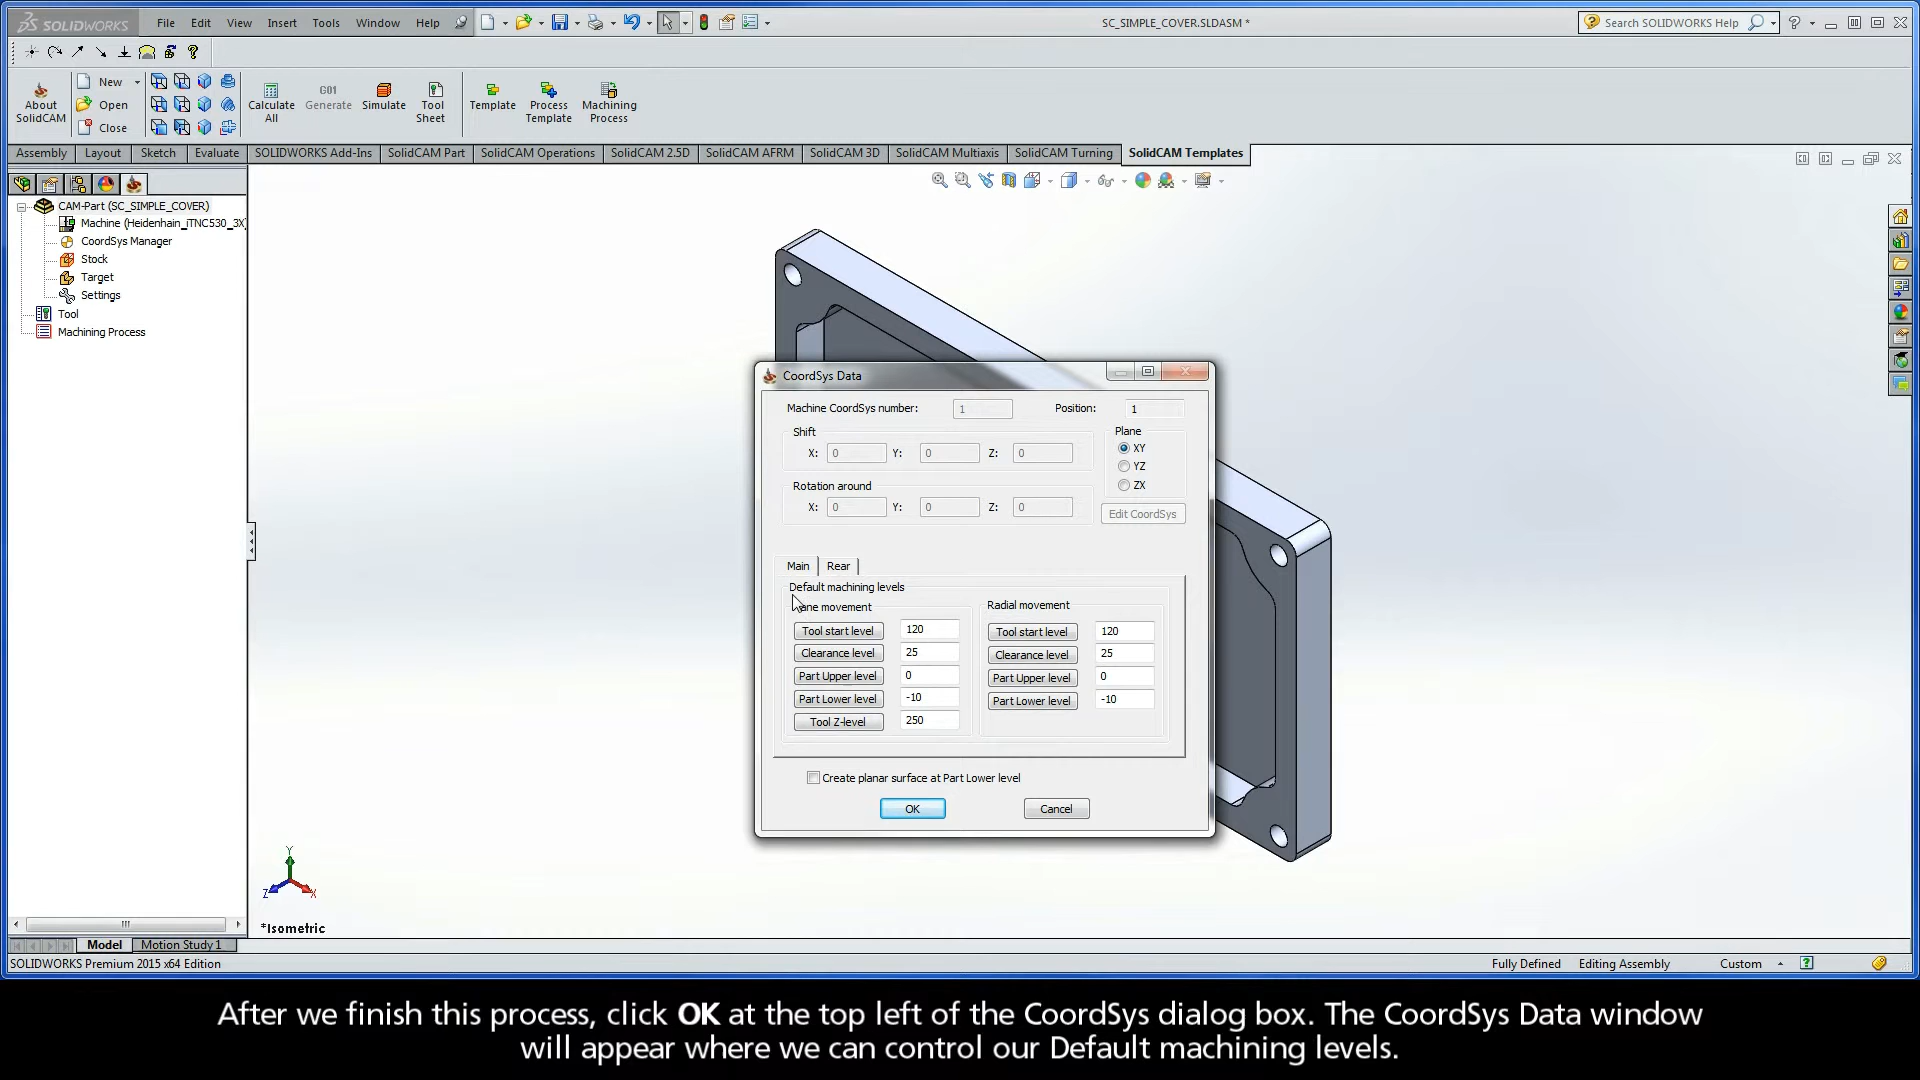 SOLIDWORKS File Edit View Insert Tools Window Help SC_SIMPLE_COVER.SLDASM * Search SOLIDWORKS Help
About SolidCAM
New
Open
Close
Calculate All
G01 Generate
Simulate
Tool Sheet
Template
Process Template
Machining Process
Assembly Layout Sketch Evaluate SOLIDWORKS Add-Ins SolidCAM Part SolidCAM Operations SolidCAM 2.5D SolidCAM AFRM SolidCAM 3D SolidCAM Multiaxis SolidCAM Turning SolidCAM Templates
CAM-Part (SC_SIMPLE_COVER)
Machine (Heidenhain_iTNC530_3X
CoordSys Manager
Stock
Target
Settings
Tool
Machining Process
CoordSys Data
Machine CoordSys number: 1 Position: 1
Shift
X: 0 Y: 0 Z: 0
Plane
XY
YZ
ZX
Rotation around
X: 0 Y: 0 Z: 0
Edit CoordSys
Main Rear
Default machining levels
ane movement
Tool start level 120
Clearance level 25
Part Upper level 0
Part Lower level -10
Tool Z-level 250
Radial movement
Tool start level 120
Clearance level 25
Part Upper level 0
Part Lower level -10
Create planar surface at Part Lower level
OK Cancel
Y
Z X
*Isometric
Model Motion Study 1
SOLIDWORKS Premium 2015 x64 Edition Fully Defined Editing Assembly Custom
After we finish this process, click OK at the top left of the CoordSys dialog box. The CoordSys Data window
will appear where we can control our Default machining levels.